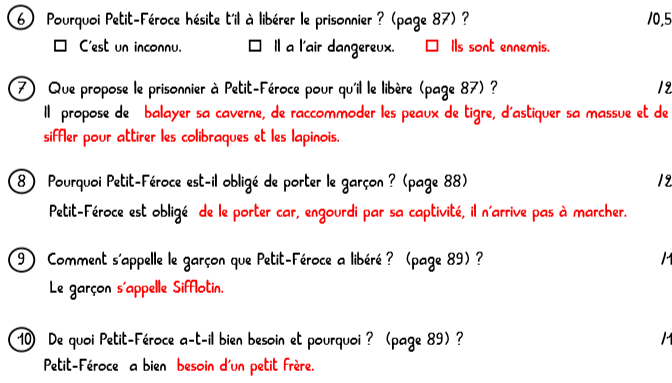 6 Pourquoi Petit-Féroce hésite t'il à libérer le prisonnier ? (page 87) ? /0,5
☐ C'est un inconnu. ☐ Il a l'air dangereux. ☐ Ils sont ennemis.
7 Que propose le prisonnier à Petit-Féroce pour qu'il le libère (page 87) ? /2
Il propose de balayer sa caverne, de raccommoder les peaux de tigre, d'astiquer sa massue et de
siffler pour attirer les colibraques et les lapinois.
8 Pourquoi Petit-Féroce est-il obligé de porter le garçon ? (page 88) /2
Petit-Féroce est obligé de le porter car, engourdi par sa captivité, il n'arrive pas à marcher.
9 Comment s'appelle le garçon que Petit-Féroce a libéré ? (page 89) ? /1
Le garçon s'appelle Sifflotin.
10 De quoi Petit-Féroce a-t-il bien besoin et pourquoi ? (page 89) ? /1
Petit-Féroce a bien besoin d'un petit frère.